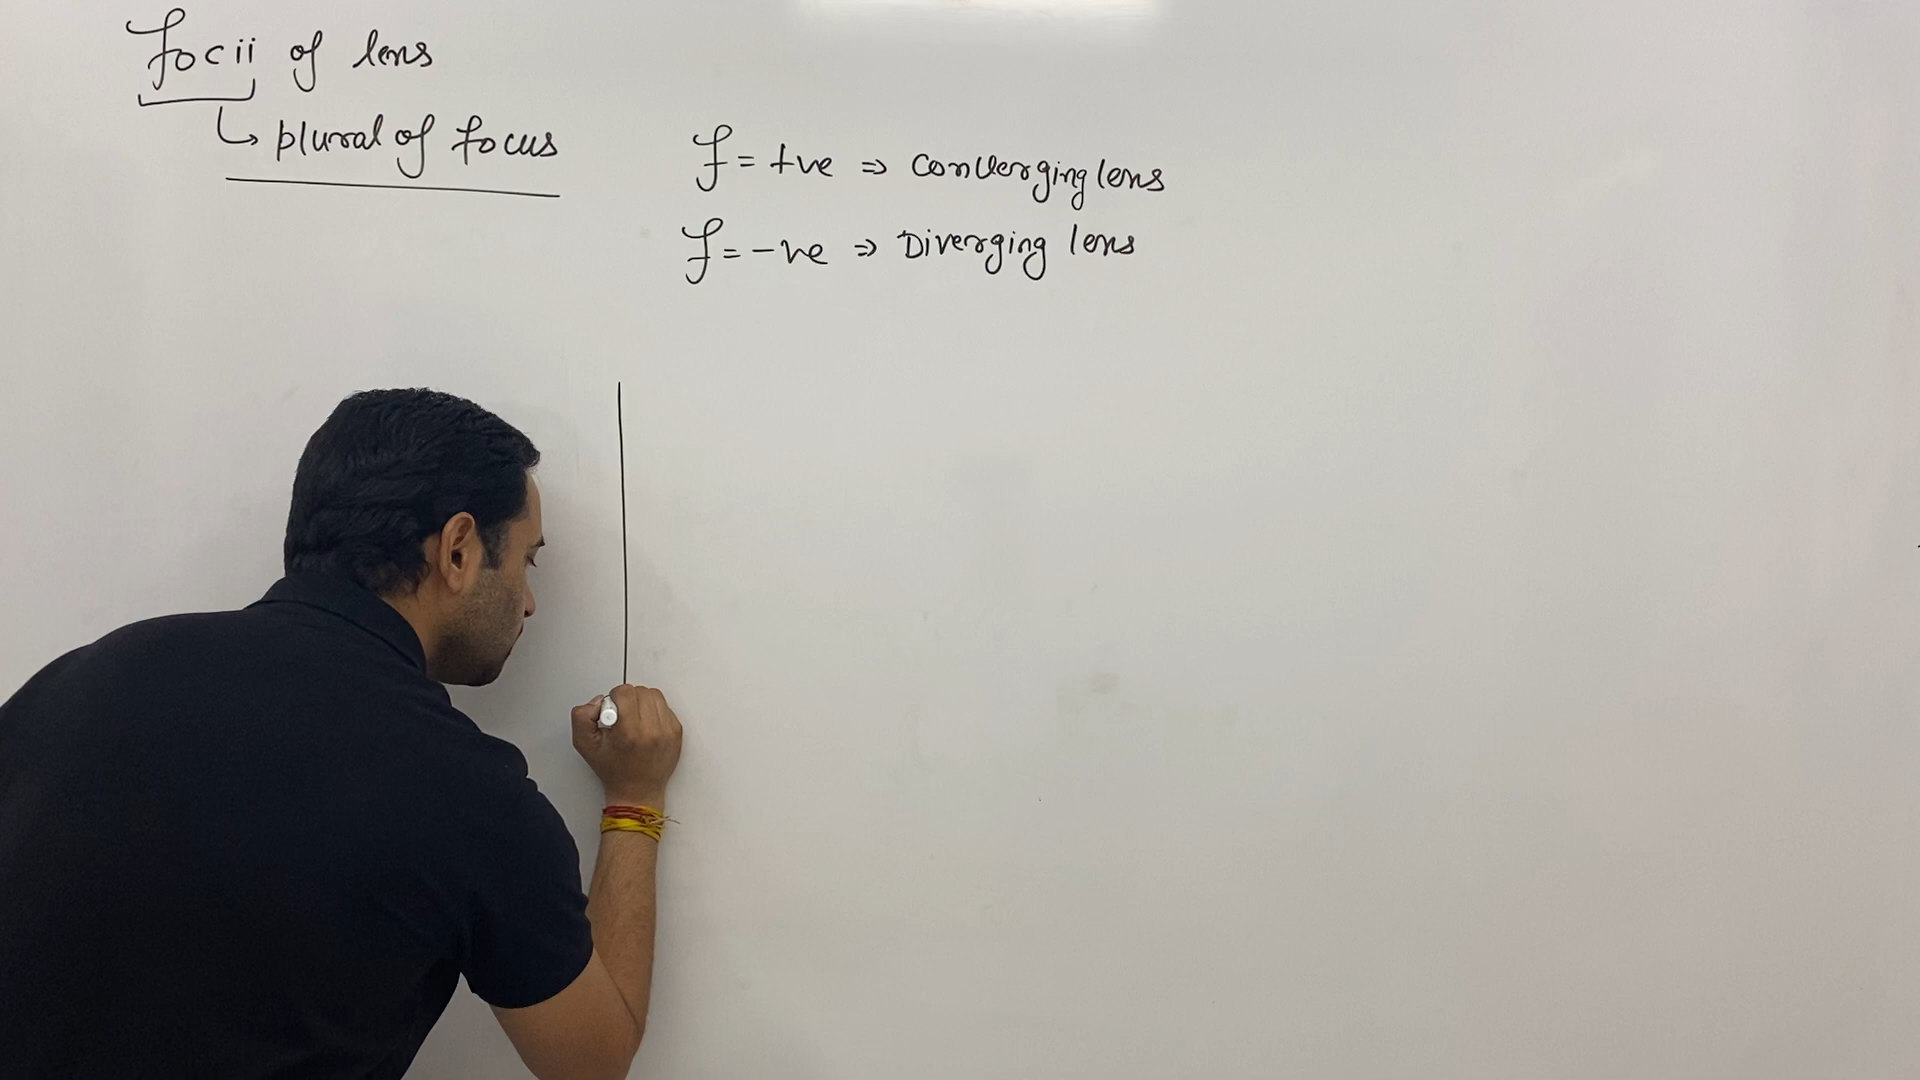 focii of lens
↳ plural of focus
f = +ve ⇒ converging lens
f = -ve ⇒ Diverging lens